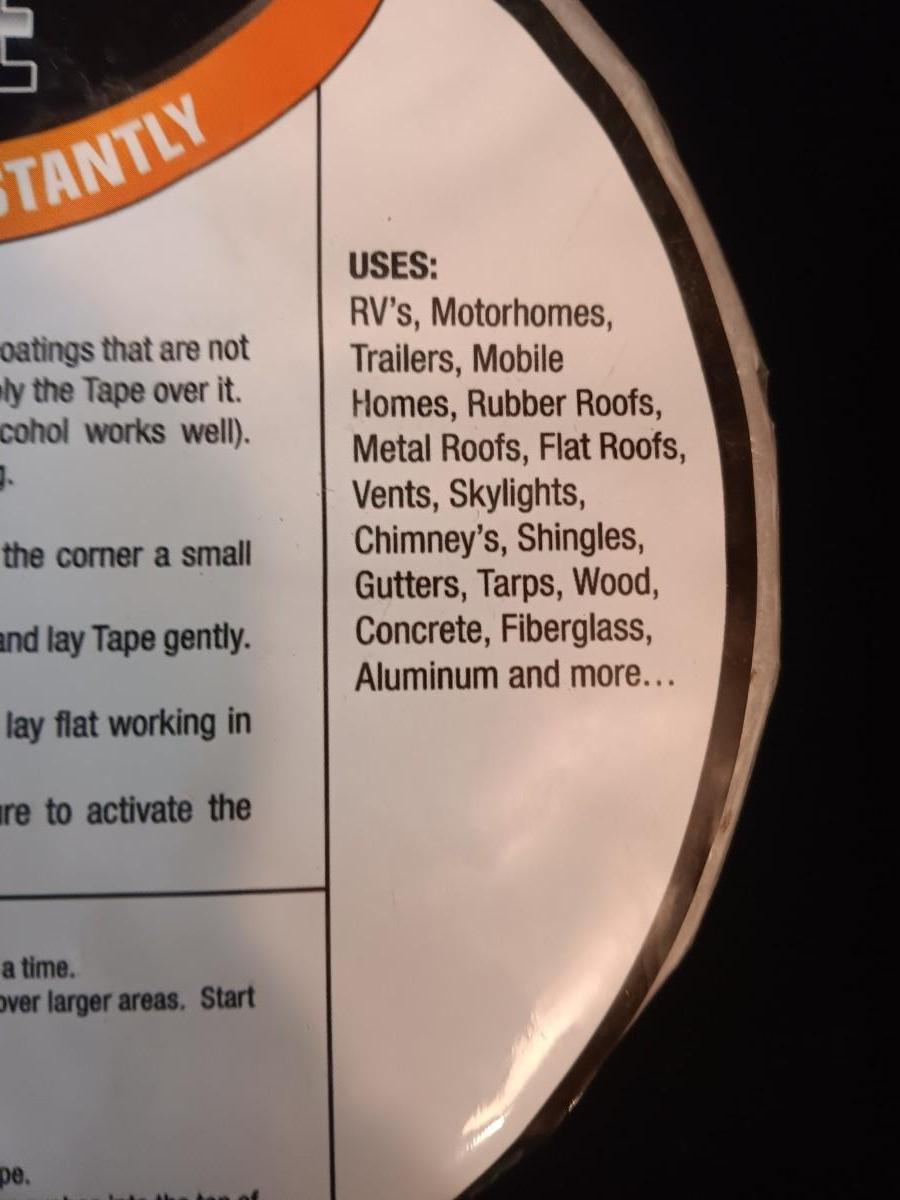 STANTLY
oatings that are not
ly the Tape over it.
cohol works well).
g.
the corner a small
and lay Tape gently.
lay flat working in
re to activate the
a time.
over larger areas. Start
pe.
USES:
RV's, Motorhomes,
Trailers, Mobile
Homes, Rubber Roofs,
Metal Roofs, Flat Roofs,
Vents, Skylights,
Chimney's, Shingles,
Gutters, Tarps, Wood,
Concrete, Fiberglass,
Aluminum and more...